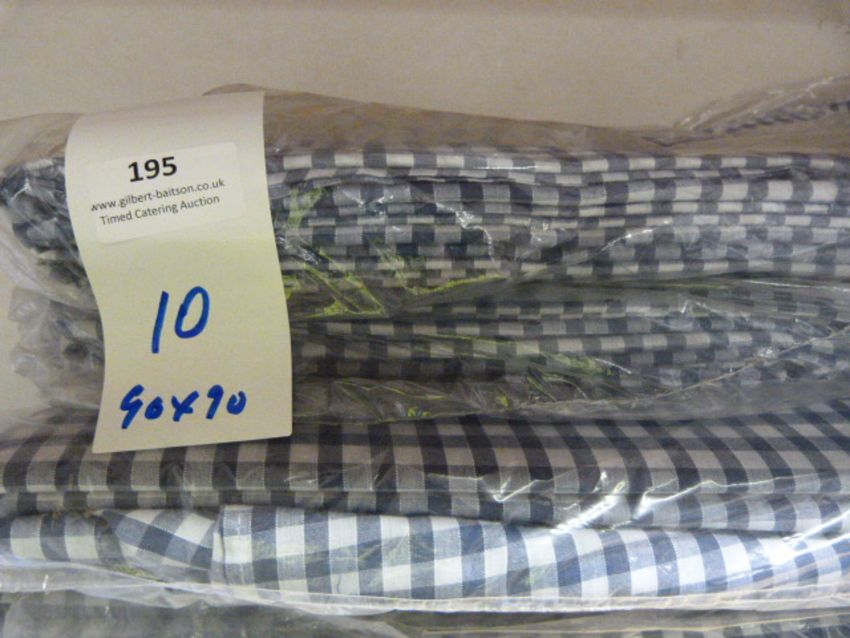 195
www.gilbert-baitson.co.uk
Timed Catering Auction
10
90x90